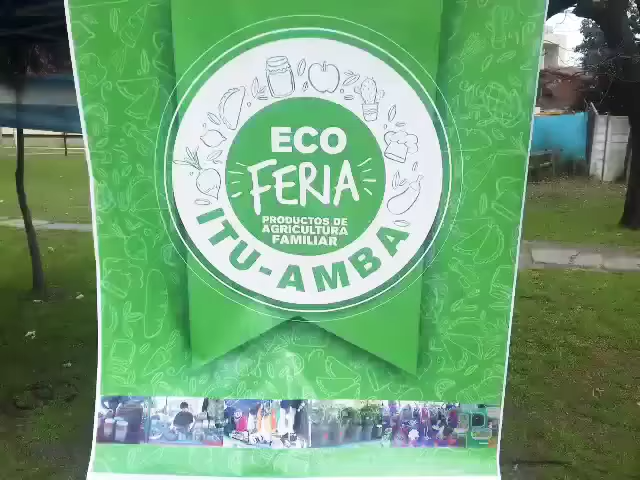 ECO
FERIA
PRODUCTOS DE
AGRICULTURA
FAMILIAR
ITU-AMBA